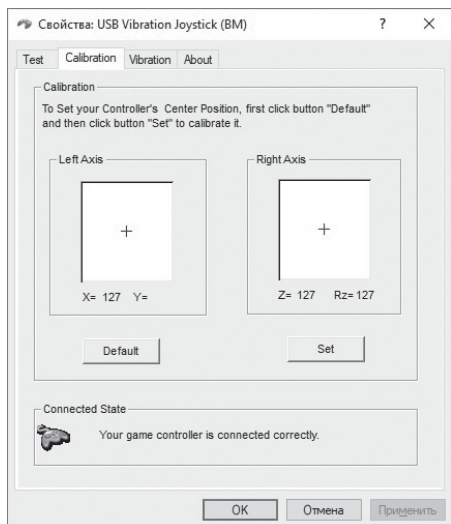 Свойства: USB Vibration Joystick (BM)
Test Calibration Vibration About
Calibration
To Set your Controller's Center Position, first click button "Default"
and then click button "Set" to calibrate it.
Left Axis Right Axis
X= 127 Y= Z= 127 Rz= 127
Default Set
Connected State
Your game controller is connected correctly.
OK Отмена Применить